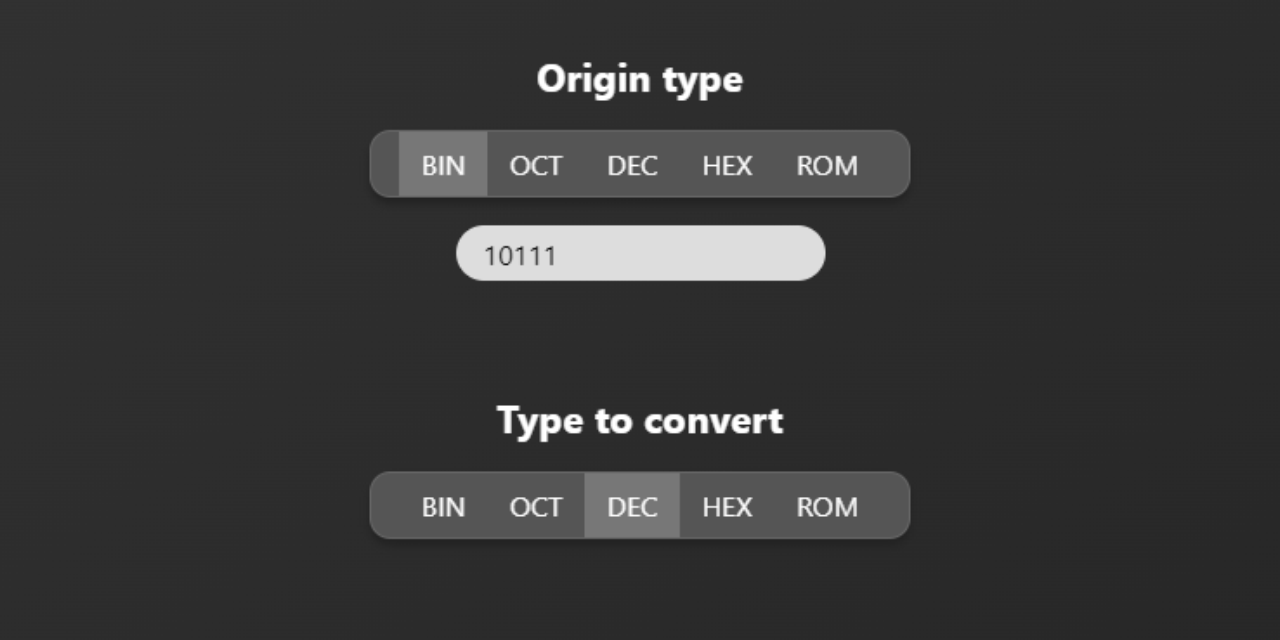 Origin type
BIN OCT DEC HEX ROM
10111
Type to convert
BIN OCT DEC HEX ROM